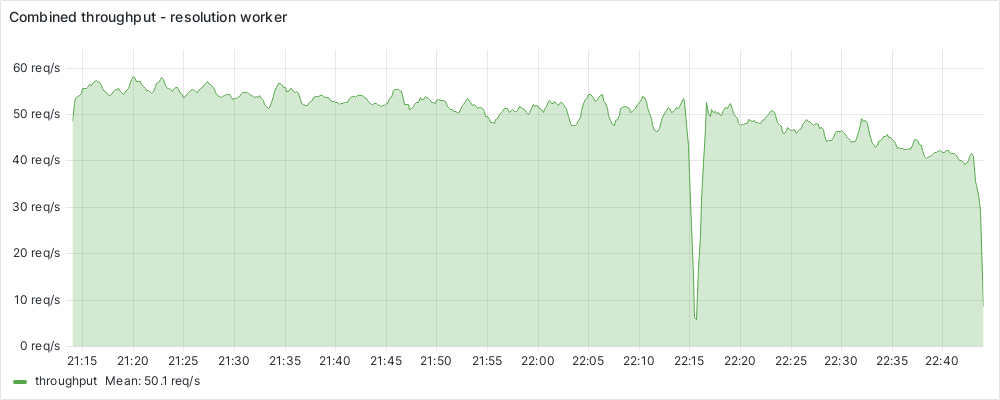 Combined throughput - resolution worker
60 req/s
50 req/s
40 req/s
30 req/s
20 req/s
10 req/s
0 req/s
21:15 21:20 21:25 21:30 21:35 21:40 21:45 21:50 21:55 22:00 22:05 22:10 22:15 22:20 22:25 22:30 22:35 22:40
throughput Mean: 50.1 req/s